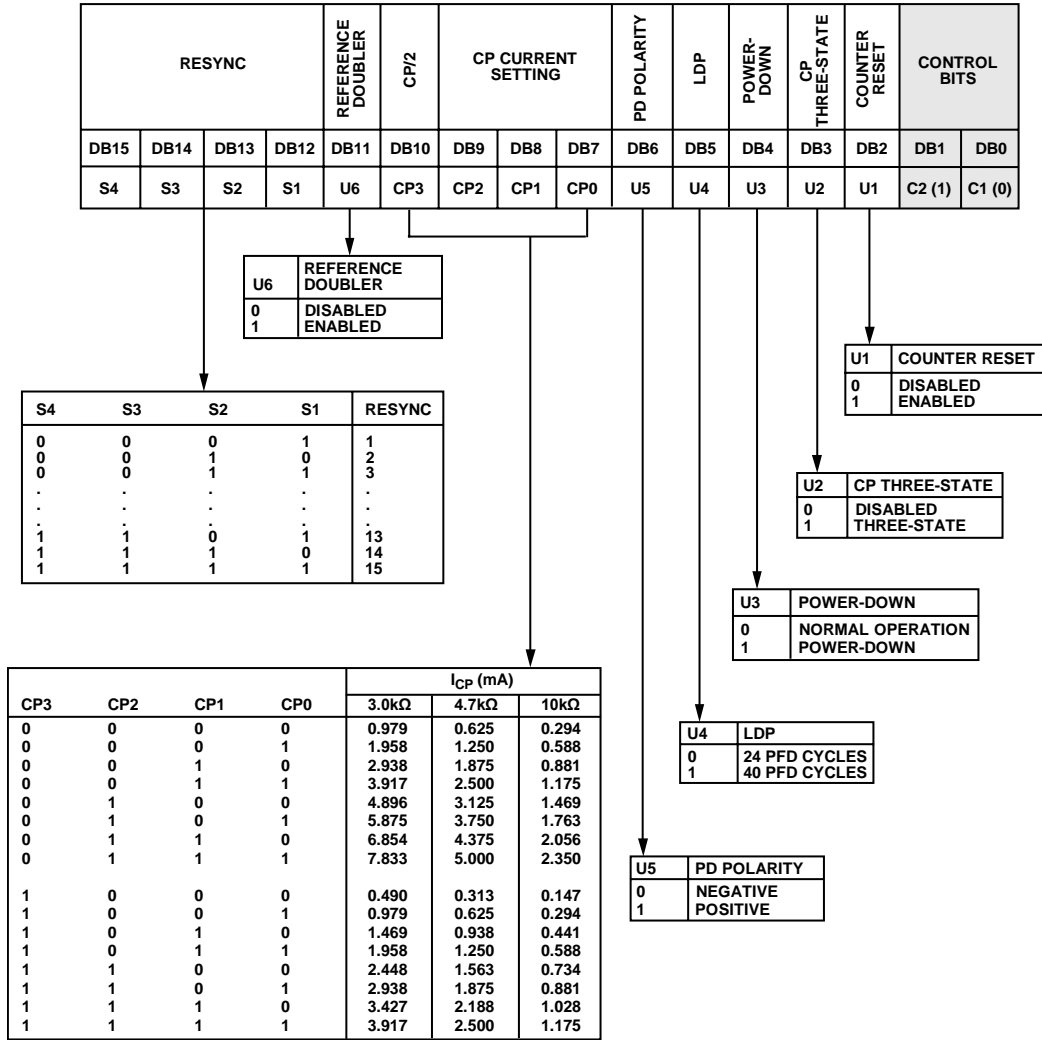 RESYNC REFERENCE DOUBLER CP/2 CP CURRENT SETTING PD POLARITY LDP POWER-DOWN CP THREE-STATE COUNTER RESET CONTROL BITS
DB15 DB14 DB13 DB12 DB11 DB10 DB9 DB8 DB7 DB6 DB5 DB4 DB3 DB2 DB1 DB0
S4 S3 S2 S1 U6 CP3 CP2 CP1 CP0 U5 U4 U3 U2 U1 C2 (1) C1 (0)
U6 REFERENCE DOUBLER
0 DISABLED
1 ENABLED
U1 COUNTER RESET
0 DISABLED
1 ENABLED
S4 S3 S2 S1 RESYNC
0 0 0 1 1
0 0 1 0 2
0 0 1 1 3
. . . . .
. . . . .
. . . . .
1 1 0 1 13
1 1 1 0 14
1 1 1 1 15
U2 CP THREE-STATE
0 DISABLED
1 THREE-STATE
U3 POWER-DOWN
0 NORMAL OPERATION
1 POWER-DOWN
ICP (mA)
CP3 CP2 CP1 CP0 3.0kΩ 4.7kΩ 10kΩ
0 0 0 0 0.979 0.625 0.294
0 0 0 1 1.958 1.250 0.588
0 0 1 0 2.938 1.875 0.881
0 0 1 1 3.917 2.500 1.175
0 1 0 0 4.896 3.125 1.469
0 1 0 1 5.875 3.750 1.763
0 1 1 0 6.854 4.375 2.056
0 1 1 1 7.833 5.000 2.350
1 0 0 0 0.490 0.313 0.147
1 0 0 1 0.979 0.625 0.294
1 0 1 0 1.469 0.938 0.441
1 0 1 1 1.958 1.250 0.588
1 1 0 0 2.448 1.563 0.734
1 1 0 1 2.938 1.875 0.881
1 1 1 0 3.427 2.188 1.028
1 1 1 1 3.917 2.500 1.175
U4 LDP
0 24 PFD CYCLES
1 40 PFD CYCLES
U5 PD POLARITY
0 NEGATIVE
1 POSITIVE